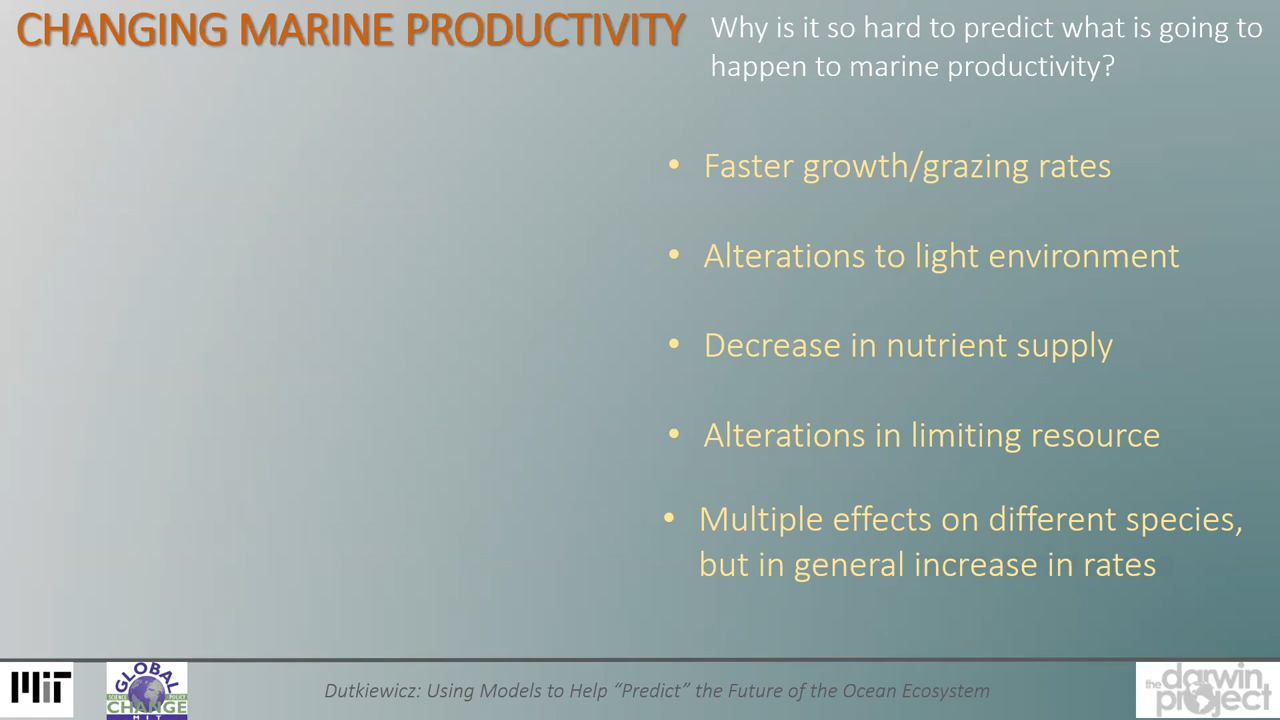 CHANGING MARINE PRODUCTIVITY
Why is it so hard to predict what is going to
happen to marine productivity?
• Faster growth/grazing rates
• Alterations to light environment
• Decrease in nutrient supply
• Alterations in limiting resource
• Multiple effects on different species,
but in general increase in rates
MIT
GLOBAL
SCIENCE POLICY
CHANGE
MIT
Dutkiewicz: Using Models to Help “Predict” the Future of the Ocean Ecosystem
the darwin
project